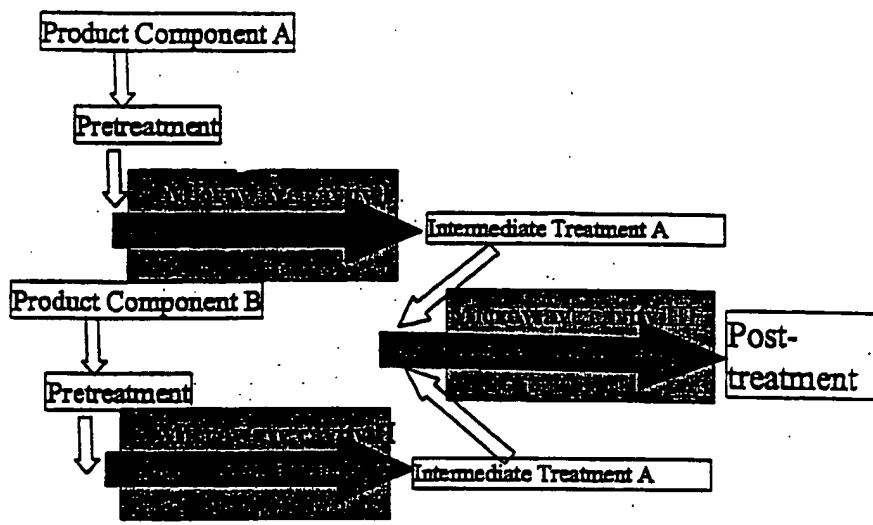 Product Component A
Pretreatment
Intermediate Treatment A
Product Component B
Post-
treatment
Pretreatment
Intermediate Treatment A